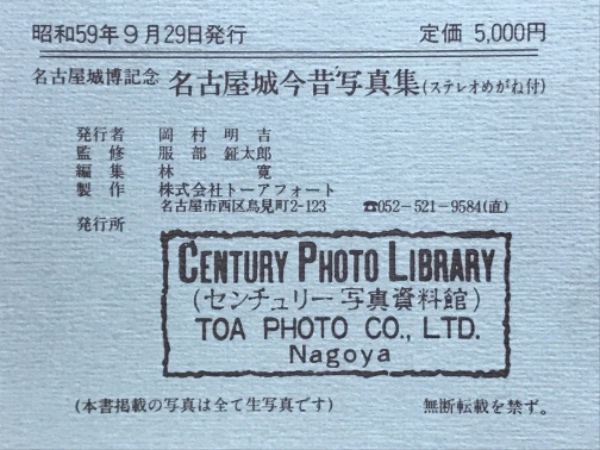 昭和59年9月29日発行 定価 5,000円
名古屋城博記念 名古屋城今昔写真集(ステレオめがね付)
発行者 岡村明吉
監修 服部鉦太郎
編集 林寛
製作 株式会社トーアフォート
名古屋市西区鳥見町2-123 ☎052-521-9584(直)
発行所
CENTURY PHOTO LIBRARY
(センチュリー写真資料館)
TOA PHOTO CO., LTD.
Nagoya
(本書掲載の写真は全て生写真です) 無断転載を禁ず。